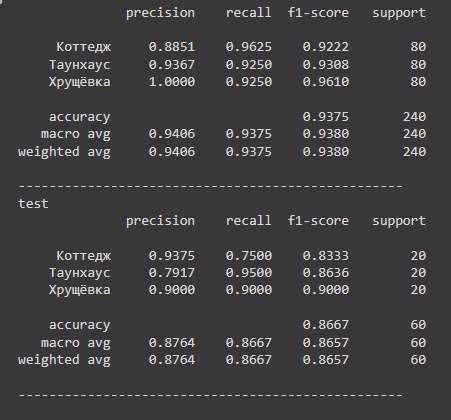 precision recall f1-score support
Коттедж 0.8851 0.9625 0.9222 80
Таунхаус 0.9367 0.9250 0.9308 80
Хрущёвка 1.0000 0.9250 0.9610 80
accuracy 0.9375 240
macro avg 0.9406 0.9375 0.9380 240
weighted avg 0.9406 0.9375 0.9380 240
----------------------------------------------------
test
precision recall f1-score support
Коттедж 0.9375 0.7500 0.8333 20
Таунхаус 0.7917 0.9500 0.8636 20
Хрущёвка 0.9000 0.9000 0.9000 20
accuracy 0.8667 60
macro avg 0.8764 0.8667 0.8657 60
weighted avg 0.8764 0.8667 0.8657 60
----------------------------------------------------